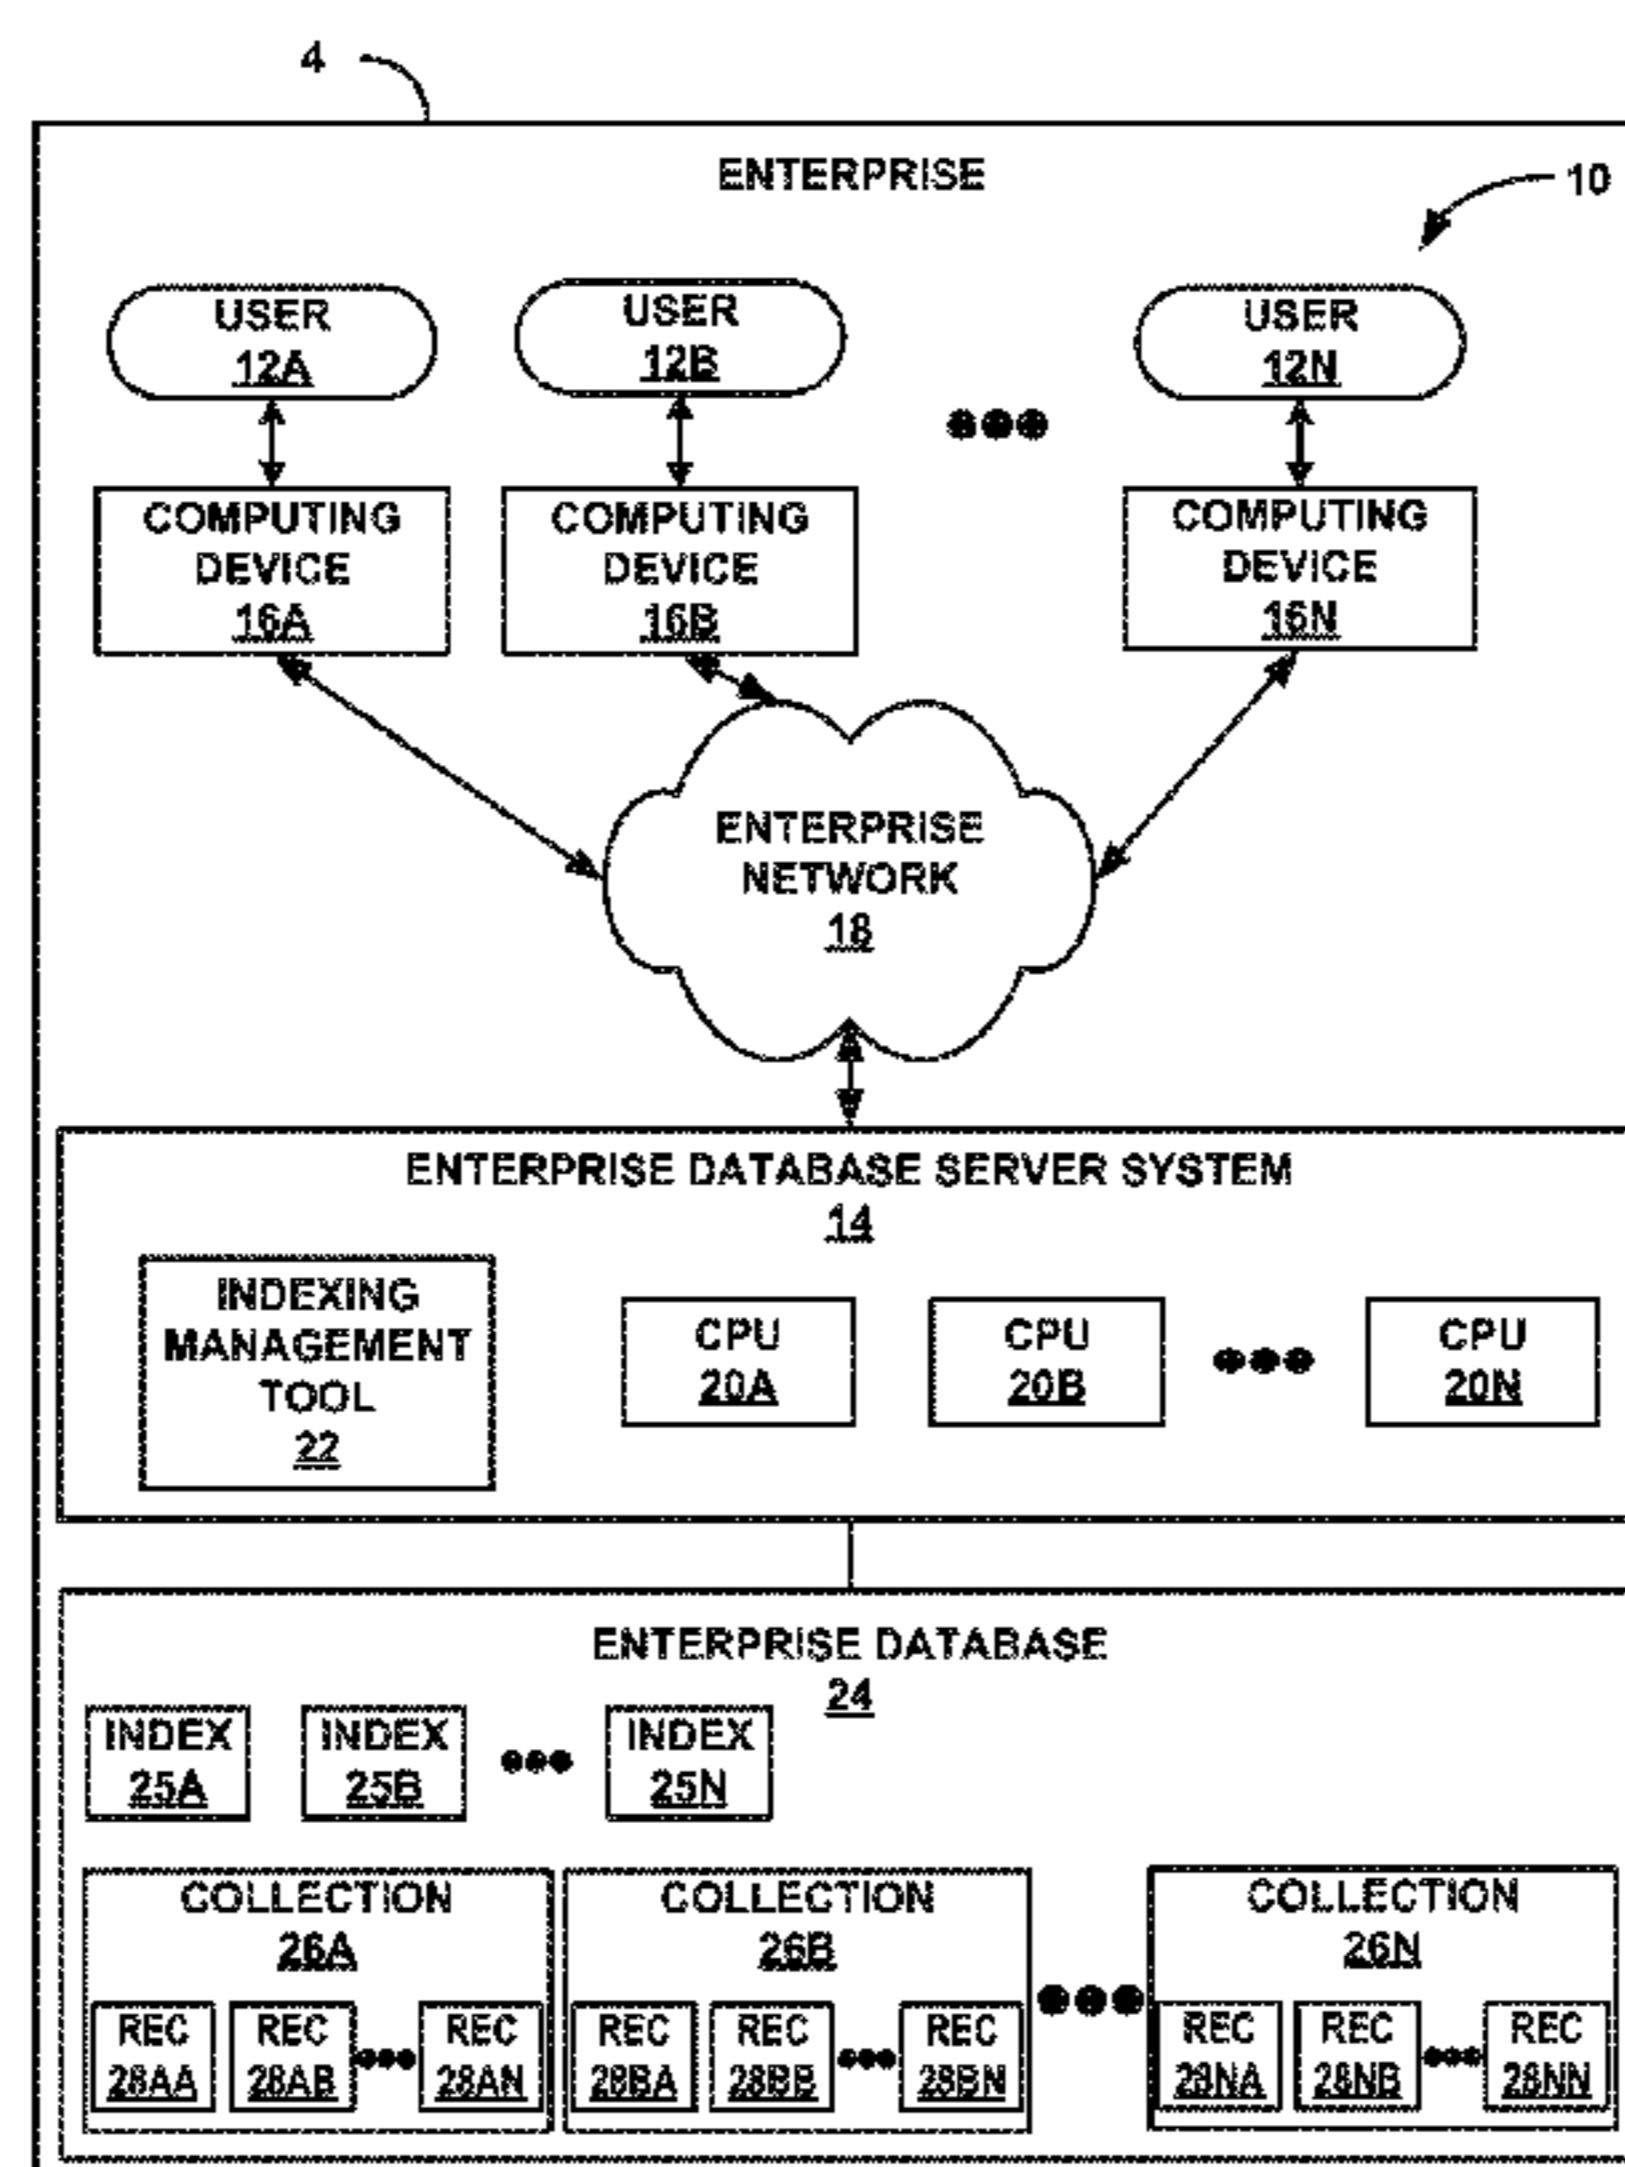 4
ENTERPRISE
10
USER
12A
USER
12B
USER
12N
COMPUTING
DEVICE
16A
COMPUTING
DEVICE
16B
COMPUTING
DEVICE
16N
ENTERPRISE
NETWORK
18
ENTERPRISE DATABASE SERVER SYSTEM
14
INDEXING
MANAGEMENT
TOOL
22
CPU
20A
CPU
20B
CPU
20N
ENTERPRISE DATABASE
24
INDEX
25A
INDEX
25B
INDEX
25N
COLLECTION
26A
REC
28AA
REC
28AB
REC
28AN
COLLECTION
26B
REC
28BA
REC
28BB
REC
28BN
COLLECTION
26N
REC
28NA
REC
28NB
REC
28NN